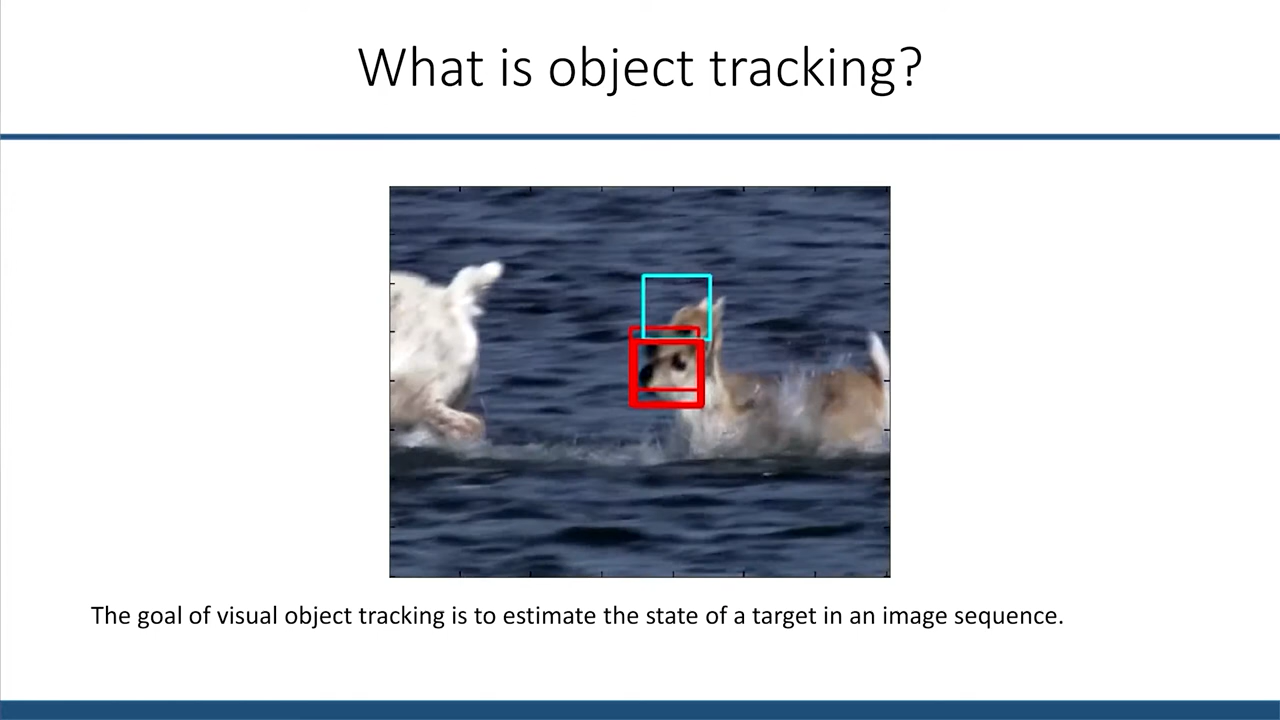 What is object tracking?
The goal of visual object tracking is to estimate the state of a target in an image sequence.